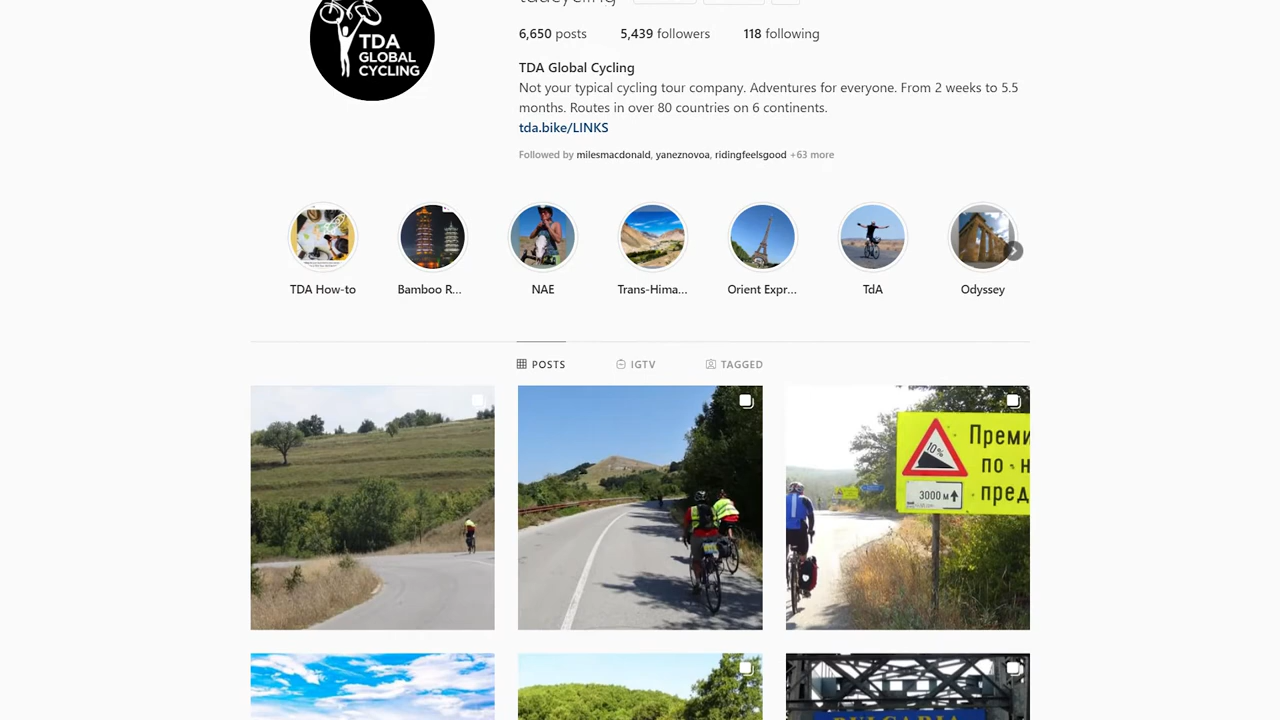 TDA
GLOBAL
CYCLING
6,650 posts 5,439 followers 118 following
TDA Global Cycling
Not your typical cycling tour company. Adventures for everyone. From 2 weeks to 5.5
months. Routes in over 80 countries on 6 continents.
tda.bike/LINKS
Followed by milesmacdonald, yaneznovoa, ridingfeelsgood +63 more
TDA How-to
Bamboo R...
NAE
Trans-Hima...
Orient Expr...
TdA
Odyssey
POSTS
IGTV
TAGGED
10%
Преми
по - н
пред
3000 м
BULGARIA